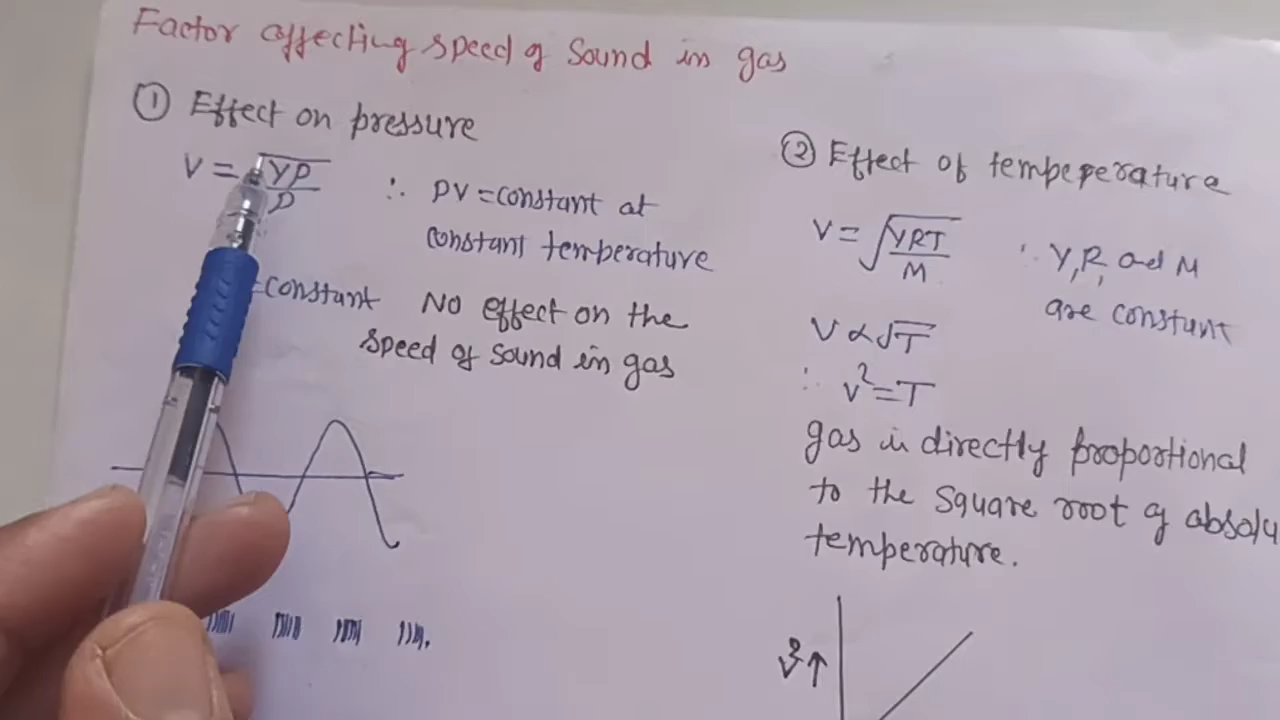 Factor affecting speed of Sound in gas
① Effect on pressure
V = √YP/D
∴ PV = constant at
constant temperature
=constant No effect on the
speed of sound in gas
② Effect of tempeperature
V = √YRT/M
∵ Y, R, and M
are constant
V ∝ √T
∴ V² = T
gas is directly proportional
to the square root of absolu
temperature.
V↑